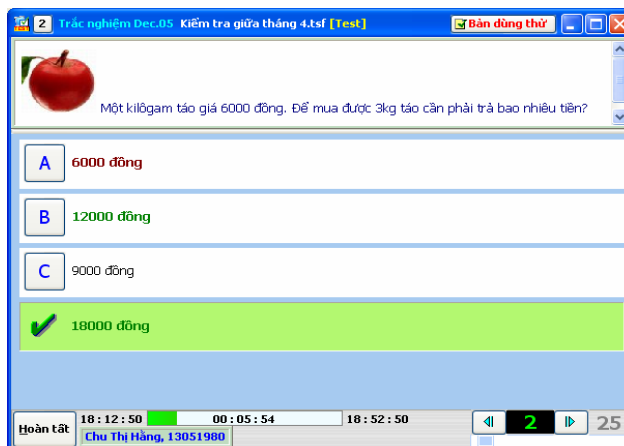 2 Trắc nghiệm Dec.05 Kiểm tra giữa tháng 4.tsf [Test] Bản dùng thử
Một kilôgam táo giá 6000 đồng. Để mua được 3kg táo cần phải trả bao nhiêu tiền?
A 6000 đồng
B 12000 đồng
C 9000 đồng
18000 đồng
Hoàn tất 18:12:50 00:05:54 18:52:50 2 25
Chu Thị Hằng, 13051980